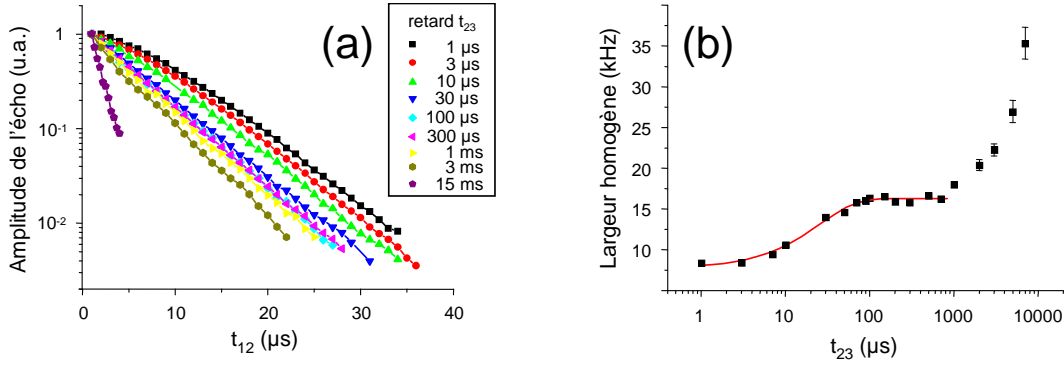 (a)
Amplitude de l'écho (u.a.)
1
10⁻¹
10⁻²
0
10
20
30
40
t₁₂ (µs)
retard t₂₃
1 µs
3 µs
10 µs
30 µs
100 µs
300 µs
1 ms
3 ms
15 ms
(b)
Largeur homogène (kHz)
35
30
25
20
15
10
1
10
100
1000
10000
t₂₃ (µs)